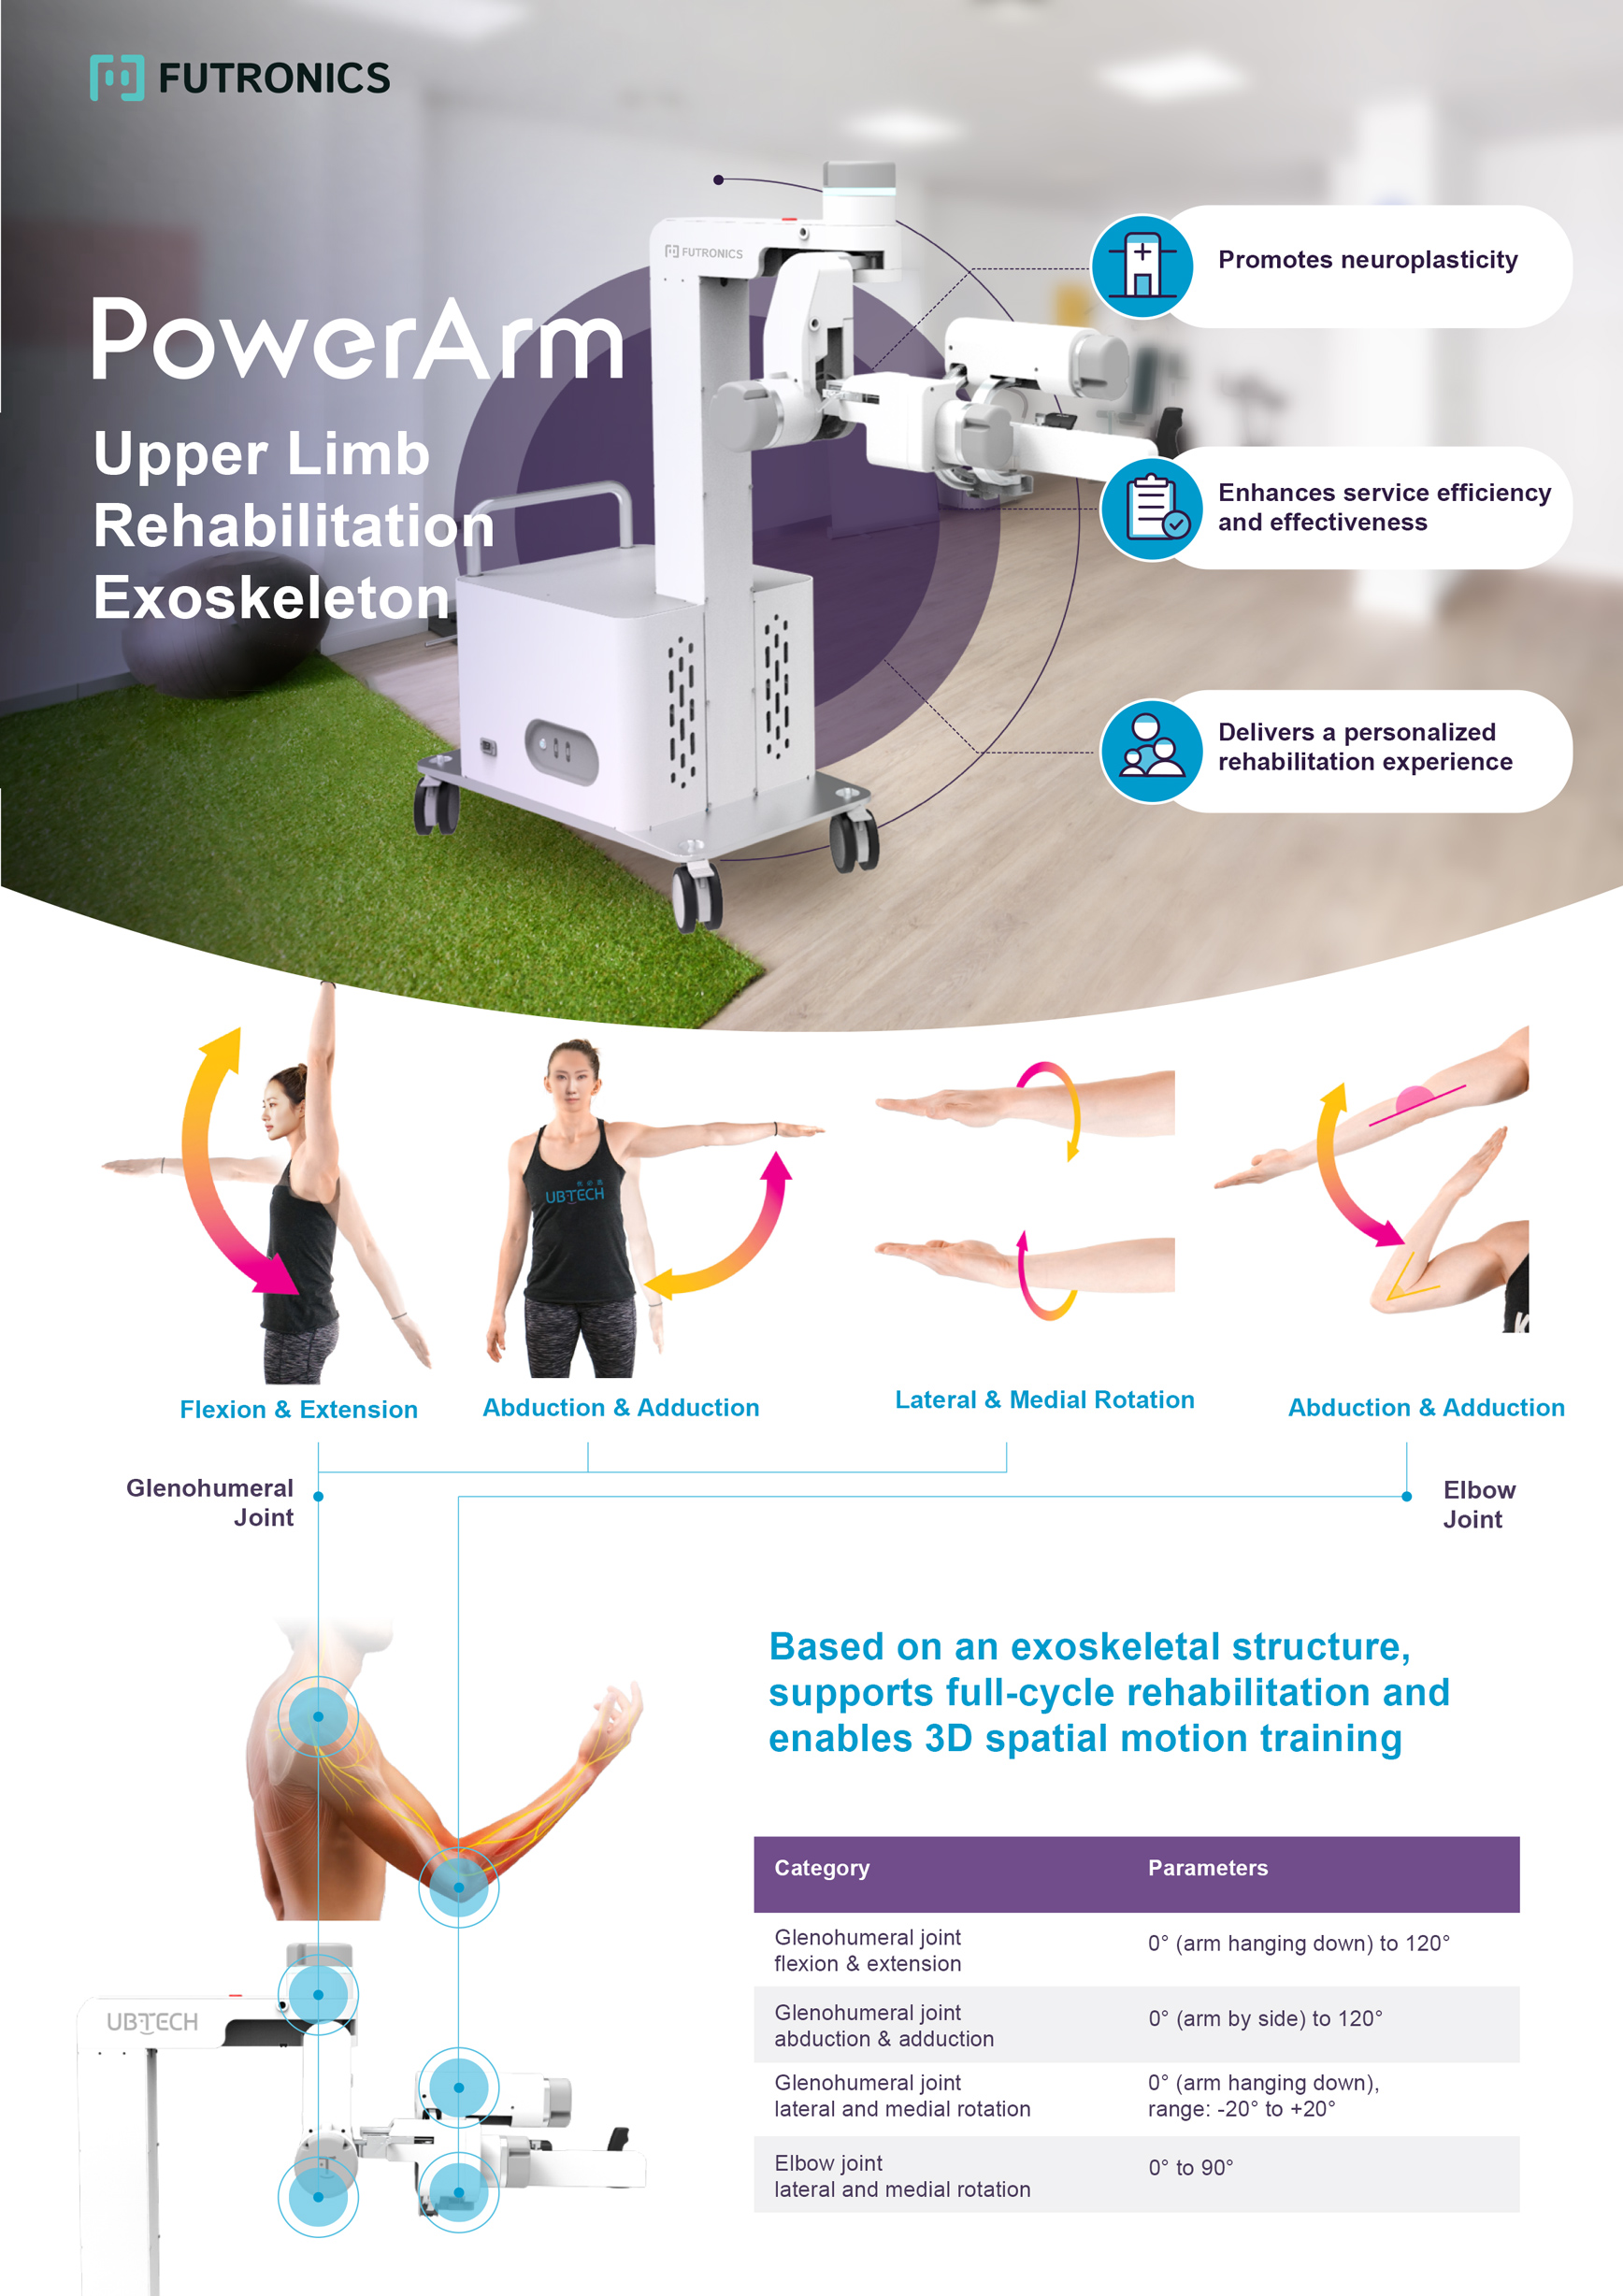 FUTRONICS
FUTRONICS
PowerArm
Upper Limb
Rehabilitation
Exoskeleton
Promotes neuroplasticity
Enhances service efficiency
and effectiveness
Delivers a personalized
rehabilitation experience
UBTECH
Flexion & Extension
Abduction & Adduction
Lateral & Medial Rotation
Abduction & Adduction
Glenohumeral
Joint
Elbow
Joint
Based on an exoskeletal structure,
supports full-cycle rehabilitation and
enables 3D spatial motion training
UBTECH
Category Parameters
Glenohumeral joint
flexion & extension
0° (arm hanging down) to 120°
Glenohumeral joint
abduction & adduction
0° (arm by side) to 120°
Glenohumeral joint
lateral and medial rotation
0° (arm hanging down),
range: -20° to +20°
Elbow joint
lateral and medial rotation
0° to 90°